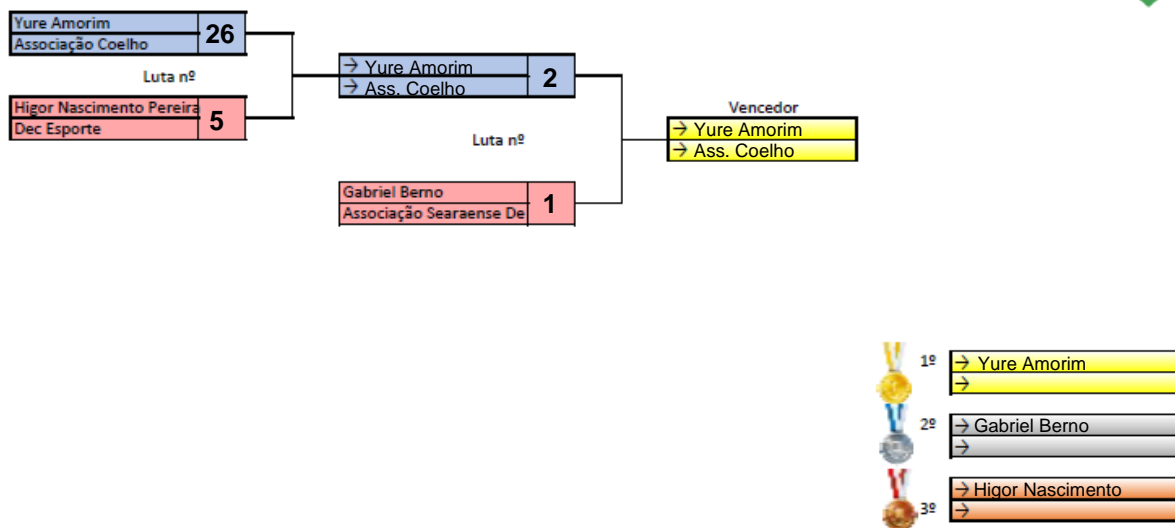 Yure Amorim
Associação Coelho
26
Luta nº
Higor Nascimento Pereira
Dec Esporte
5
→ Yure Amorim
→ Ass. Coelho
2
Luta nº
Gabriel Berno
Associação Searaense De
1
Vencedor
→ Yure Amorim
→ Ass. Coelho
1º
→ Yure Amorim
→
2º
→ Gabriel Berno
→
3º
→ Higor Nascimento
→